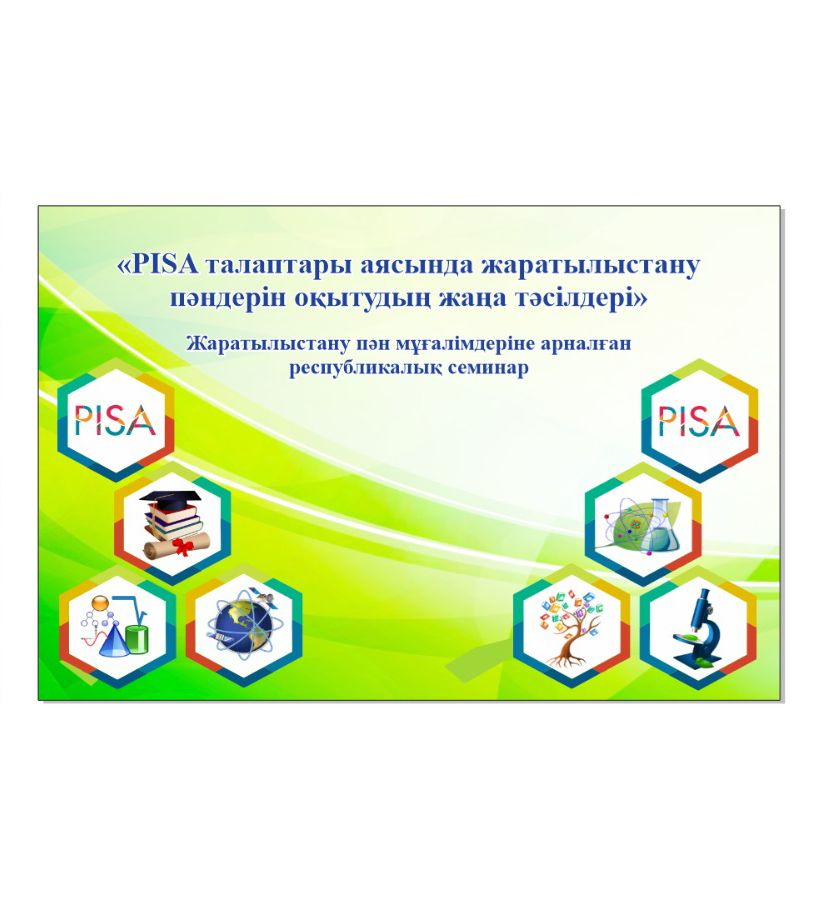 «PISA талаптары аясында жаратылыстану
пәндерін оқытудың жаңа тәсілдері»
Жаратылыстану пән мұғалімдеріне арналған
республикалық семинар
PISA
PISA